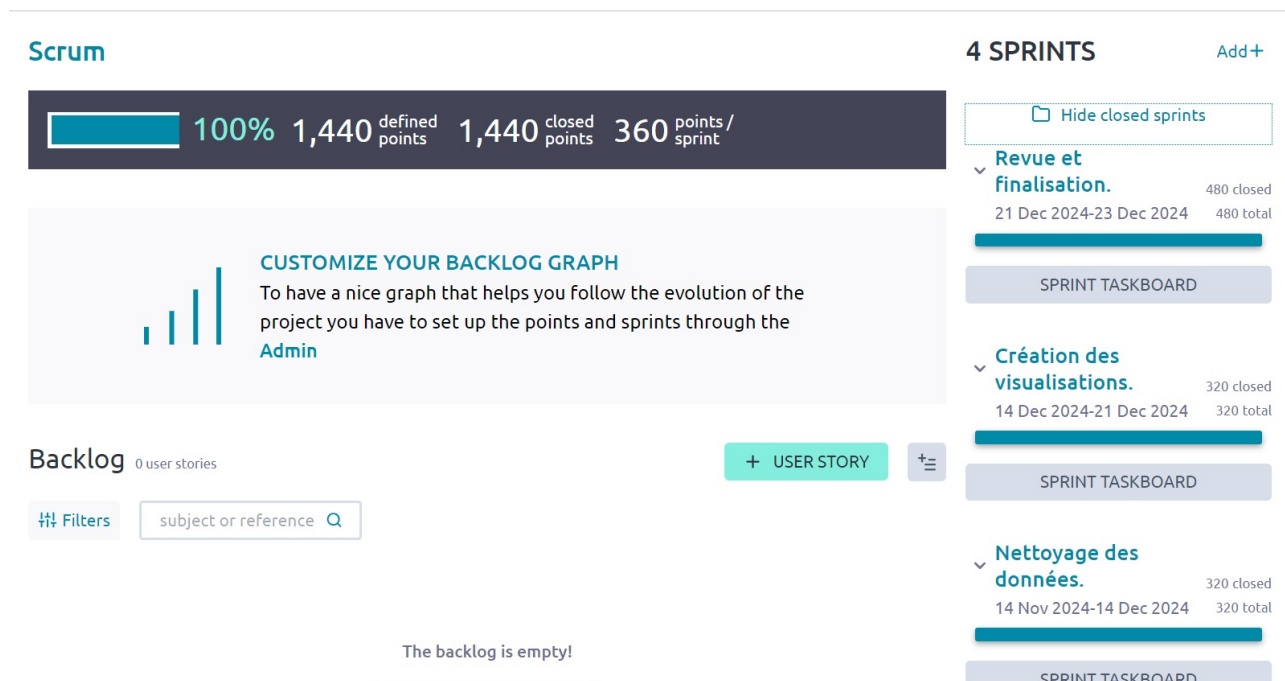 Scrum
100% 1,440 defined points 1,440 closed points 360 points / sprint
CUSTOMIZE YOUR BACKLOG GRAPH
To have a nice graph that helps you follow the evolution of the
project you have to set up the points and sprints through the
Admin
Backlog 0 user stories
+ USER STORY
Filters
subject or reference
The backlog is empty!
4 SPRINTS
Add+
Hide closed sprints
Revue et
finalisation.
480 closed
21 Dec 2024-23 Dec 2024
480 total
SPRINT TASKBOARD
Création des
visualisations.
320 closed
14 Dec 2024-21 Dec 2024
320 total
SPRINT TASKBOARD
Nettoyage des
données.
320 closed
14 Nov 2024-14 Dec 2024
320 total
SPRINT TASKBOARD